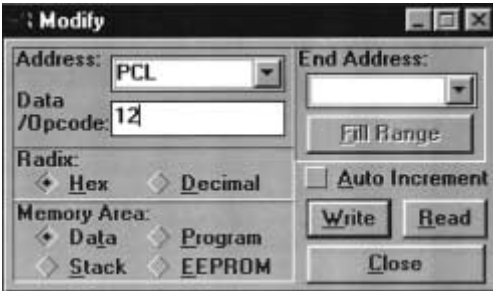 Modify
Address:
PCL
End Address:
Data
/Opcode:
12
Fill Range
Radix:
Hex Decimal
Auto Increment
Memory Area:
Data Program
Write Read
Stack EEPROM
Close